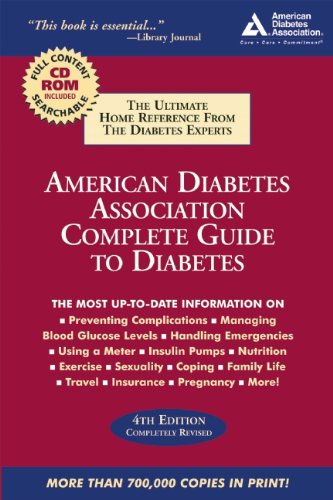 "This book is essential..."
—Library Journal
American
Diabetes
Association®
Cure • Care • Commitment®
FULL CONTENT
CD
ROM
INCLUDED
SEARCHABLE
THE ULTIMATE
HOME REFERENCE FROM
THE DIABETES EXPERTS
AMERICAN DIABETES
ASSOCIATION
COMPLETE GUIDE
TO DIABETES
THE MOST UP-TO-DATE INFORMATION ON
■ Preventing Complications ■ Managing
Blood Glucose Levels ■ Handling Emergencies
■ Using a Meter ■ Insulin Pumps ■ Nutrition
■ Exercise ■ Sexuality ■ Coping ■ Family Life
■ Travel ■ Insurance ■ Pregnancy ■ More!
4TH EDITION
COMPLETELY REVISED
MORE THAN 700,000 COPIES IN PRINT!